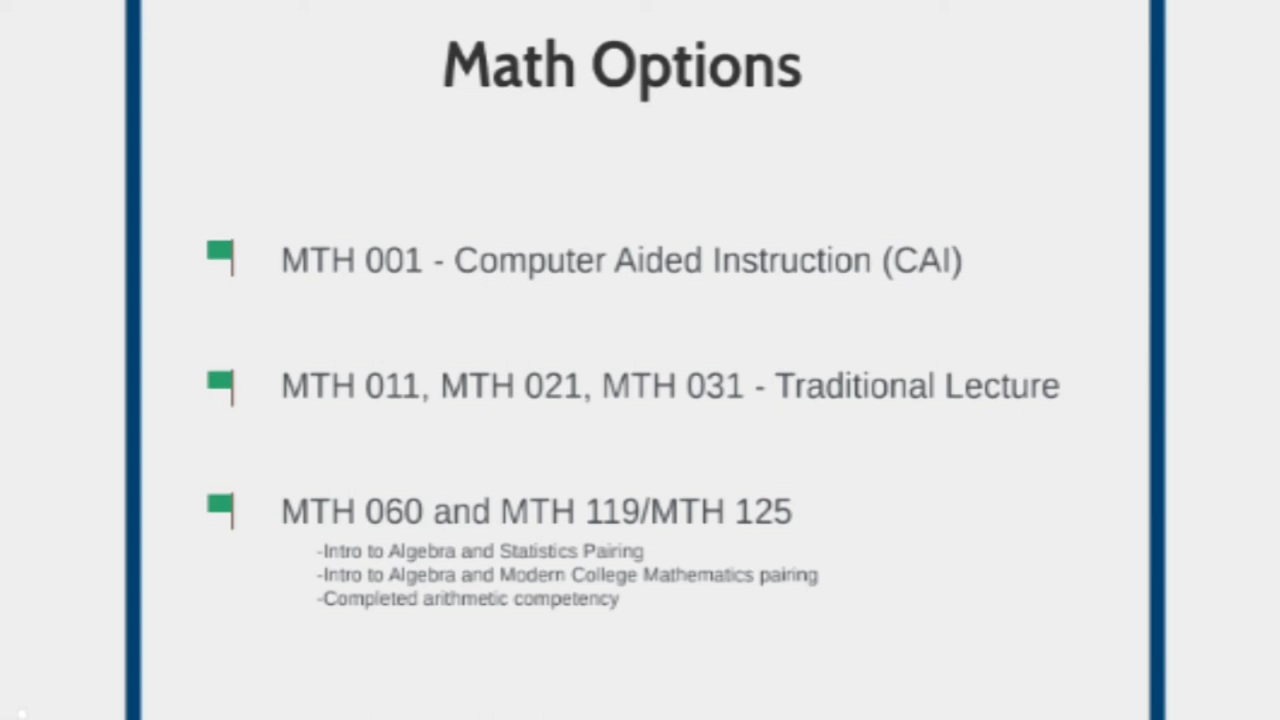 Math Options
MTH 001 - Computer Aided Instruction (CAI)
MTH 011, MTH 021, MTH 031 - Traditional Lecture
MTH 060 and MTH 119/MTH 125
-Intro to Algebra and Statistics Pairing
-Intro to Algebra and Modern College Mathematics pairing
-Completed arithmetic competency